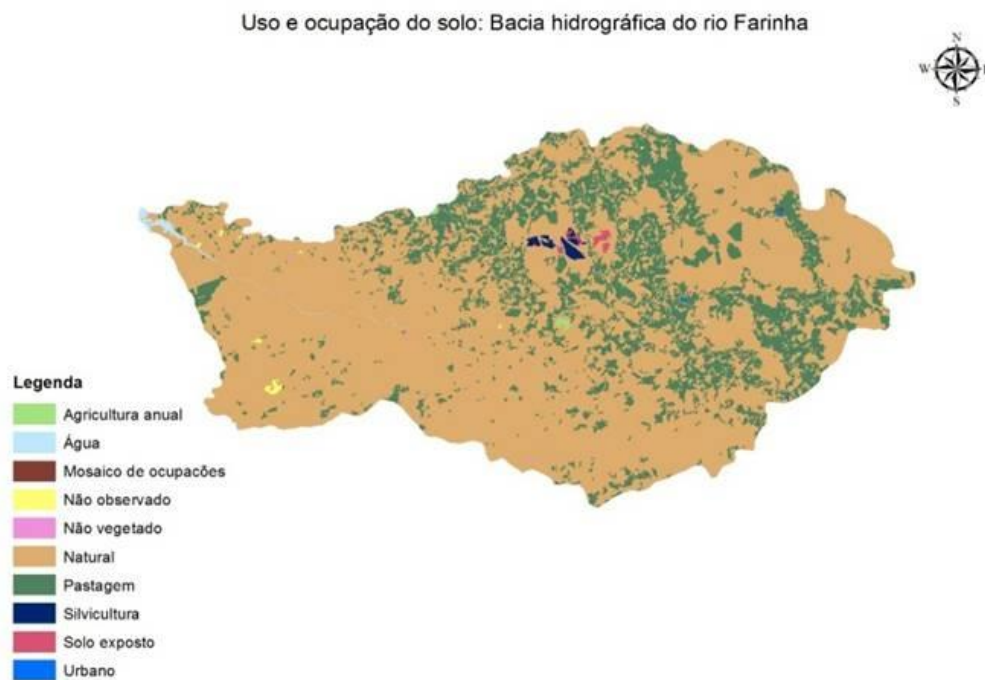 Uso e ocupação do solo: Bacia hidrográfica do rio Farinha
N
W
S
Legenda
Agricultura anual
Água
Mosaico de ocupacões
Não observado
Não vegetado
Natural
Pastagem
Silvicultura
Solo exposto
Urbano